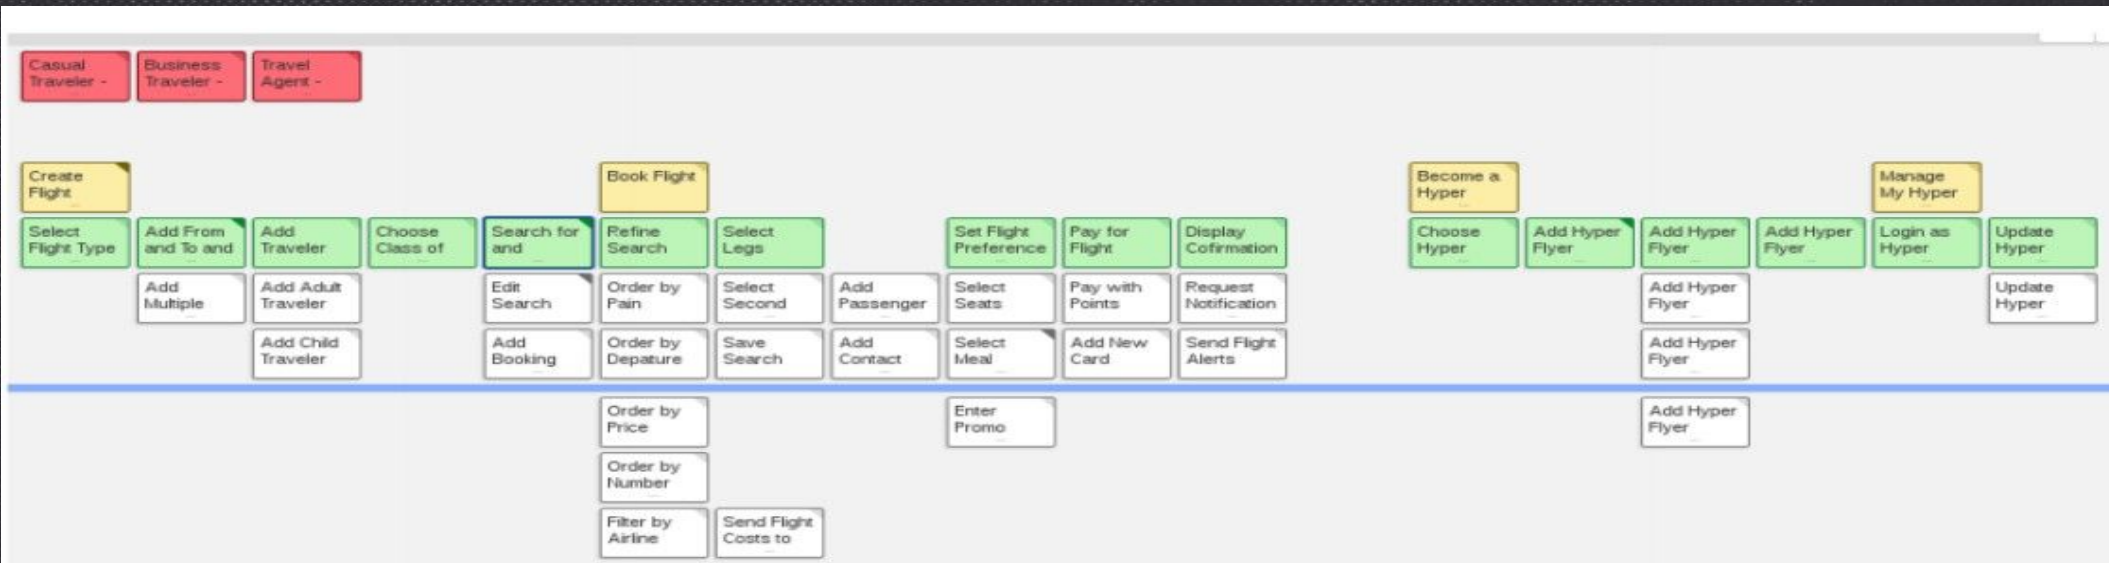 Casual
Traveler -
Business
Traveler -
Travel
Agent -
Create
Flight
Book Flight
Become a
Hyper
Manage
My Hyper
Select
Flight Type
Add From
and To and
Add
Traveler
Choose
Class of
Search for
and
Refine
Search
Select
Legs
Set Flight
Preference
Pay for
Flight
Display
Cofirmation
Choose
Hyper
Add Hyper
Flyer
Add Hyper
Flyer
Add Hyper
Flyer
Login as
Hyper
Update
Hyper
Add
Multiple
Add Adult
Traveler
Edit
Search
Order by
Pain
Select
Second
Add
Passenger
Select
Seats
Pay with
Points
Request
Notification
Add Hyper
Flyer
Update
Hyper
Add Child
Traveler
Add
Booking
Order by
Depature
Save
Search
Add
Contact
Select
Meal
Add New
Card
Send Flight
Alerts
Add Hyper
Flyer
Order by
Price
Enter
Promo
Add Hyper
Flyer
Order by
Number
Filter by
Airline
Send Flight
Costs to